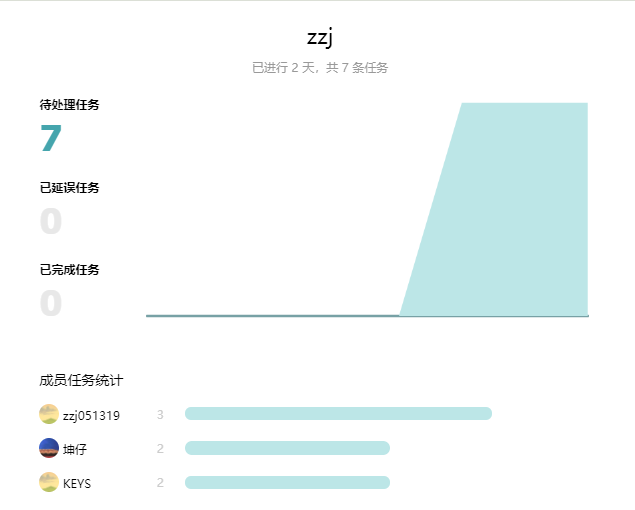 zzj
已进行 2 天，共 7 条任务
待处理任务
7
已延误任务
0
已完成任务
0
成员任务统计
zzj051319 3
坤仔 2
KEYS 2